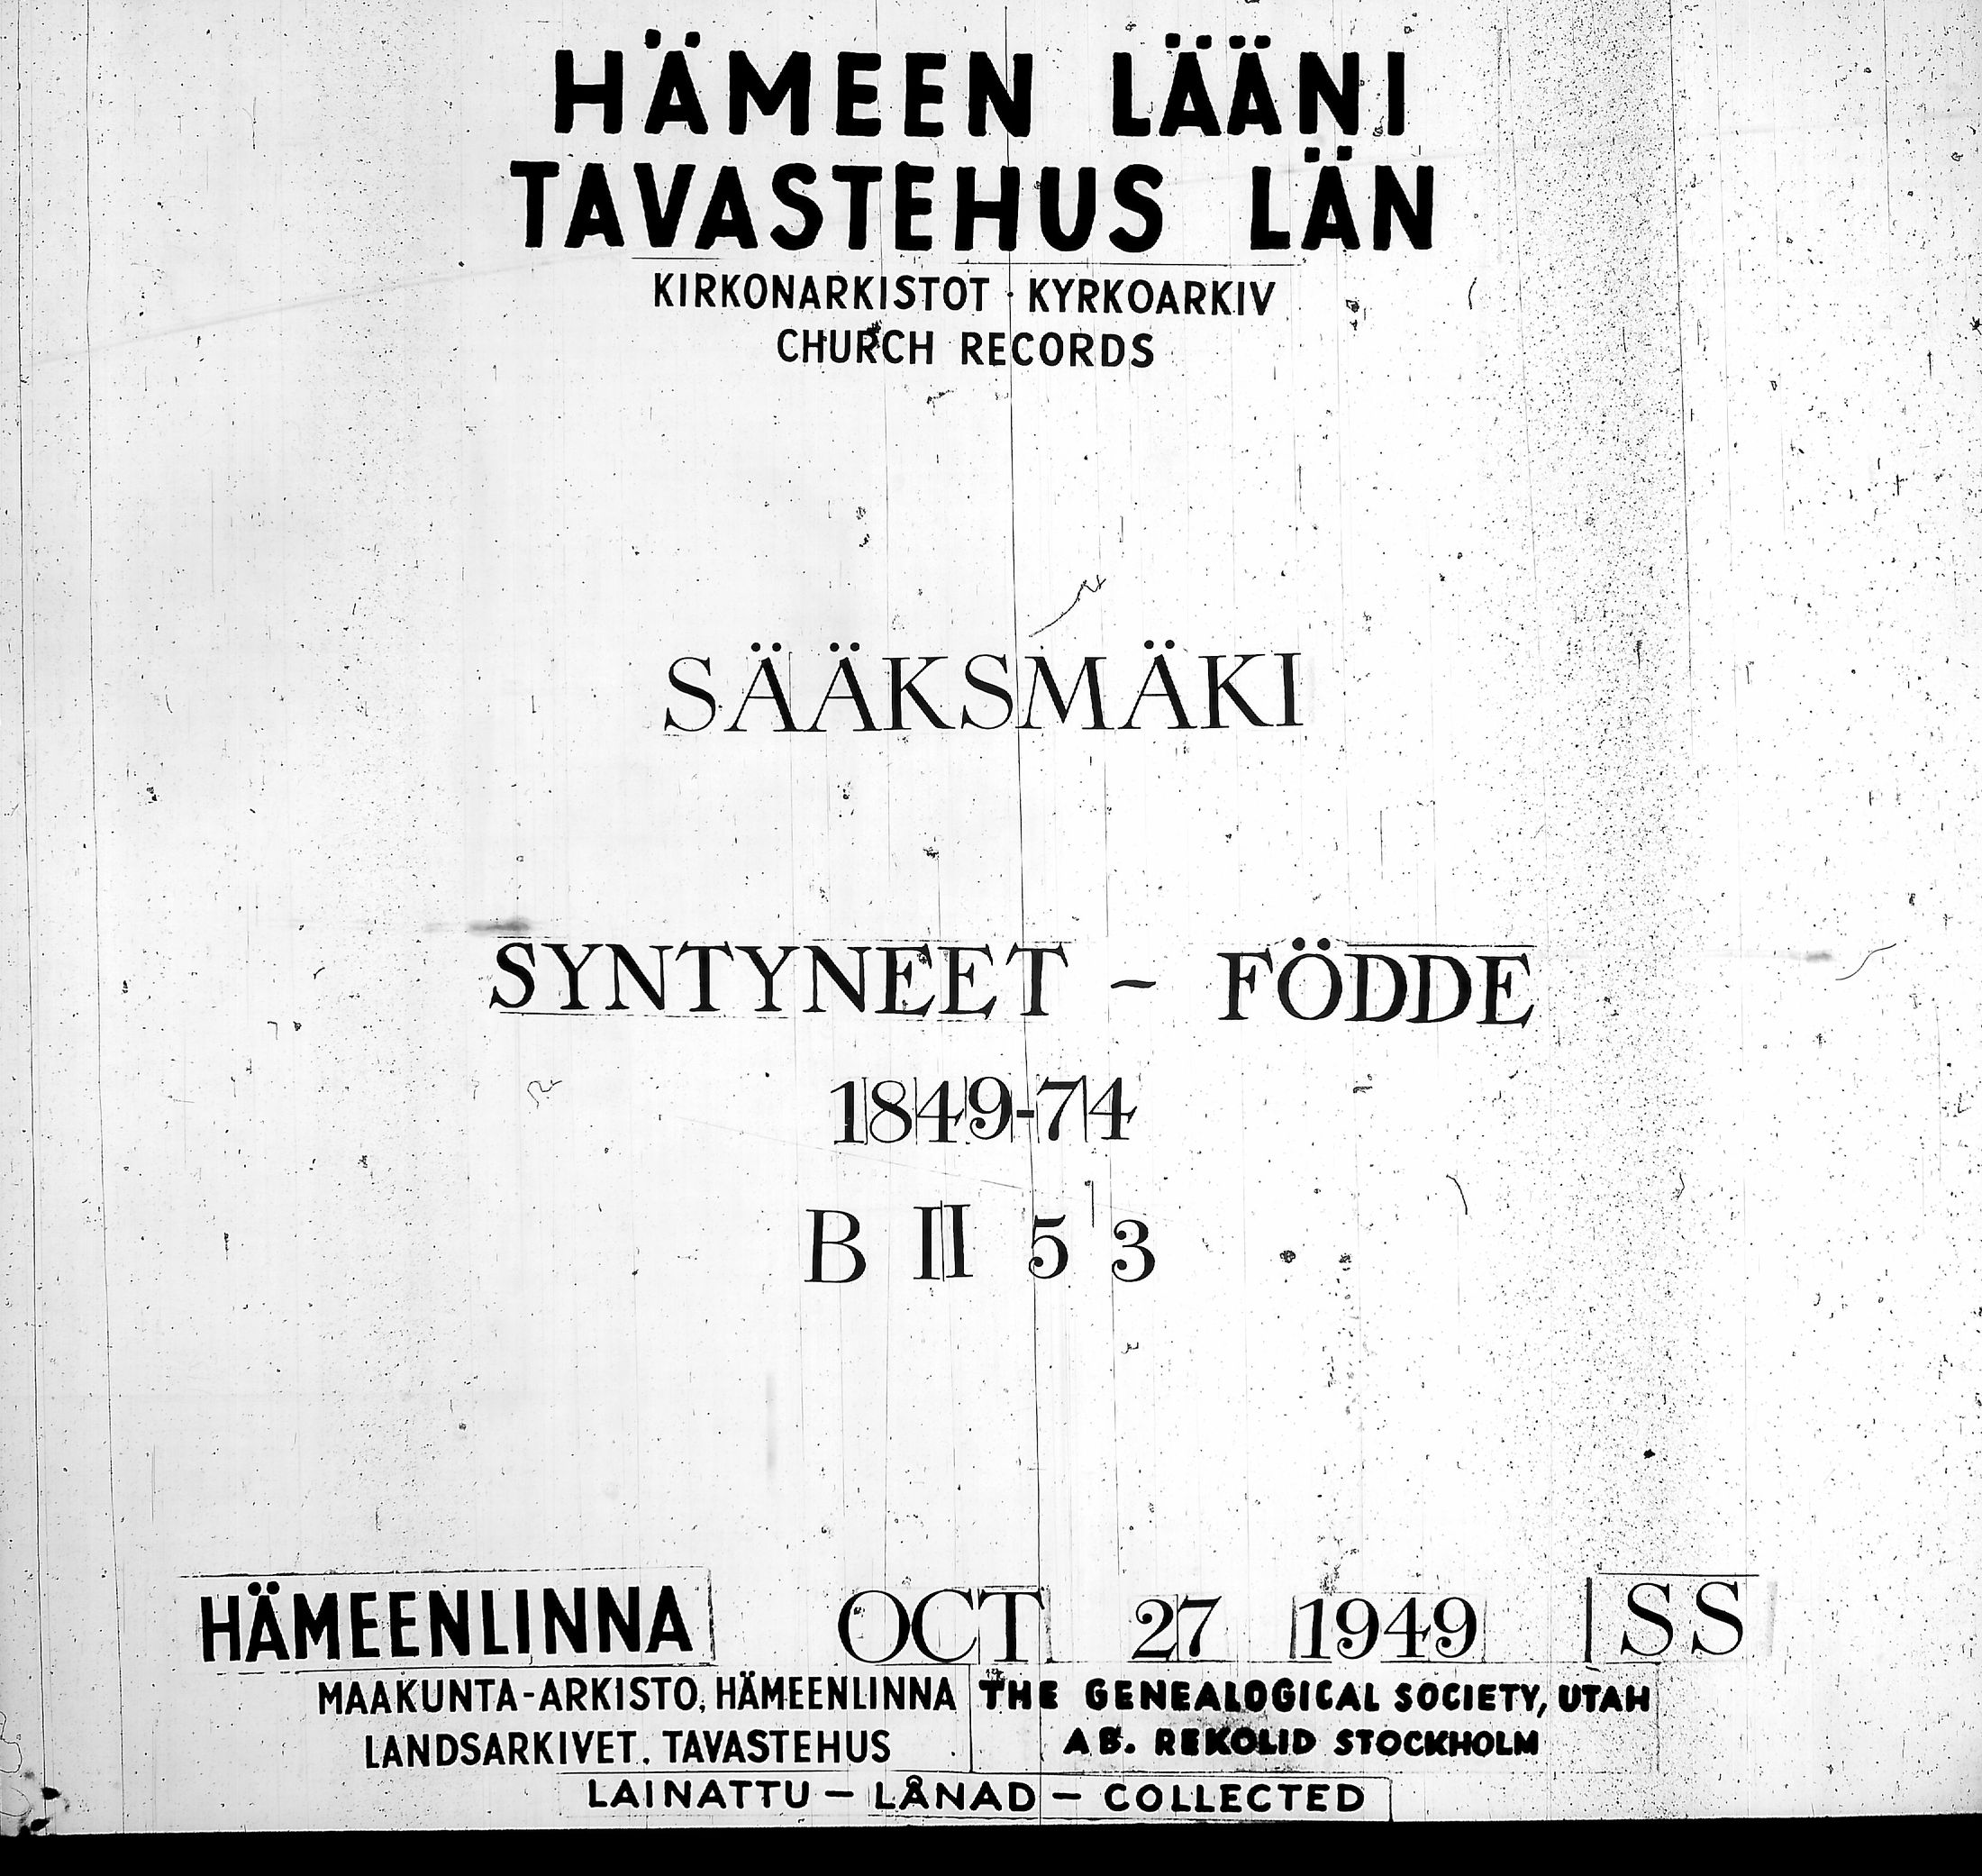 HÄMEEN LÄÄNI
TAVASTEHUS LÄN
KIRKONARKISTOT · KYRKOARKIV
CHURCH RECORDS
SÄÄKSMÄKI
SYNTYNEET - FÖDDE
1849-74
B II 5 3
HÄMEENLINNA OCT 27 1949 SS
MAAKUNTA-ARKISTO, HÄMEENLINNA THE GENEALOGICAL SOCIETY, UTAH
LANDSARKIVET. TAVASTEHUS AB. REKOLID STOCKHOLM
LAINATTU — LÅNAD — COLLECTED